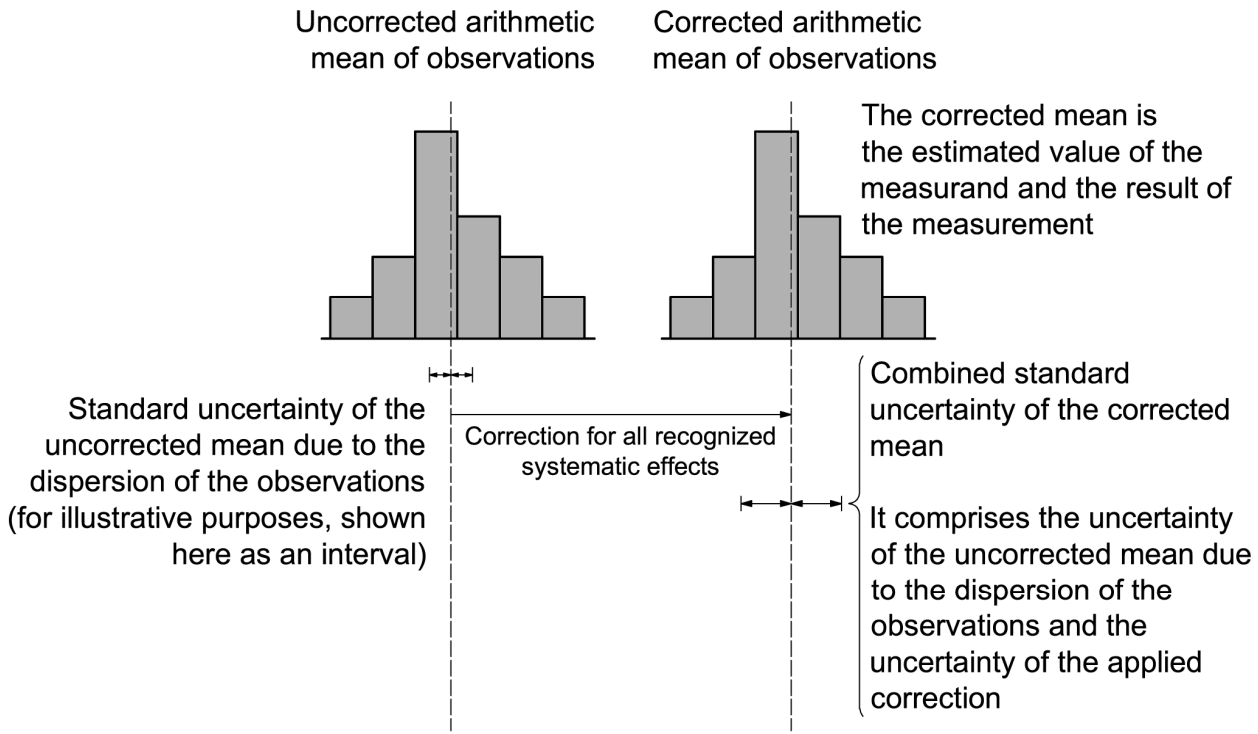 Uncorrected arithmetic
mean of observations
Corrected arithmetic
mean of observations
The corrected mean is
the estimated value of the
measurand and the result of
the measurement
Standard uncertainty of the
uncorrected mean due to the
dispersion of the observations
(for illustrative purposes, shown
here as an interval)
Correction for all recognized
systematic effects
Combined standard
uncertainty of the corrected
mean
It comprises the uncertainty
of the uncorrected mean due
to the dispersion of the
observations and the
uncertainty of the applied
correction